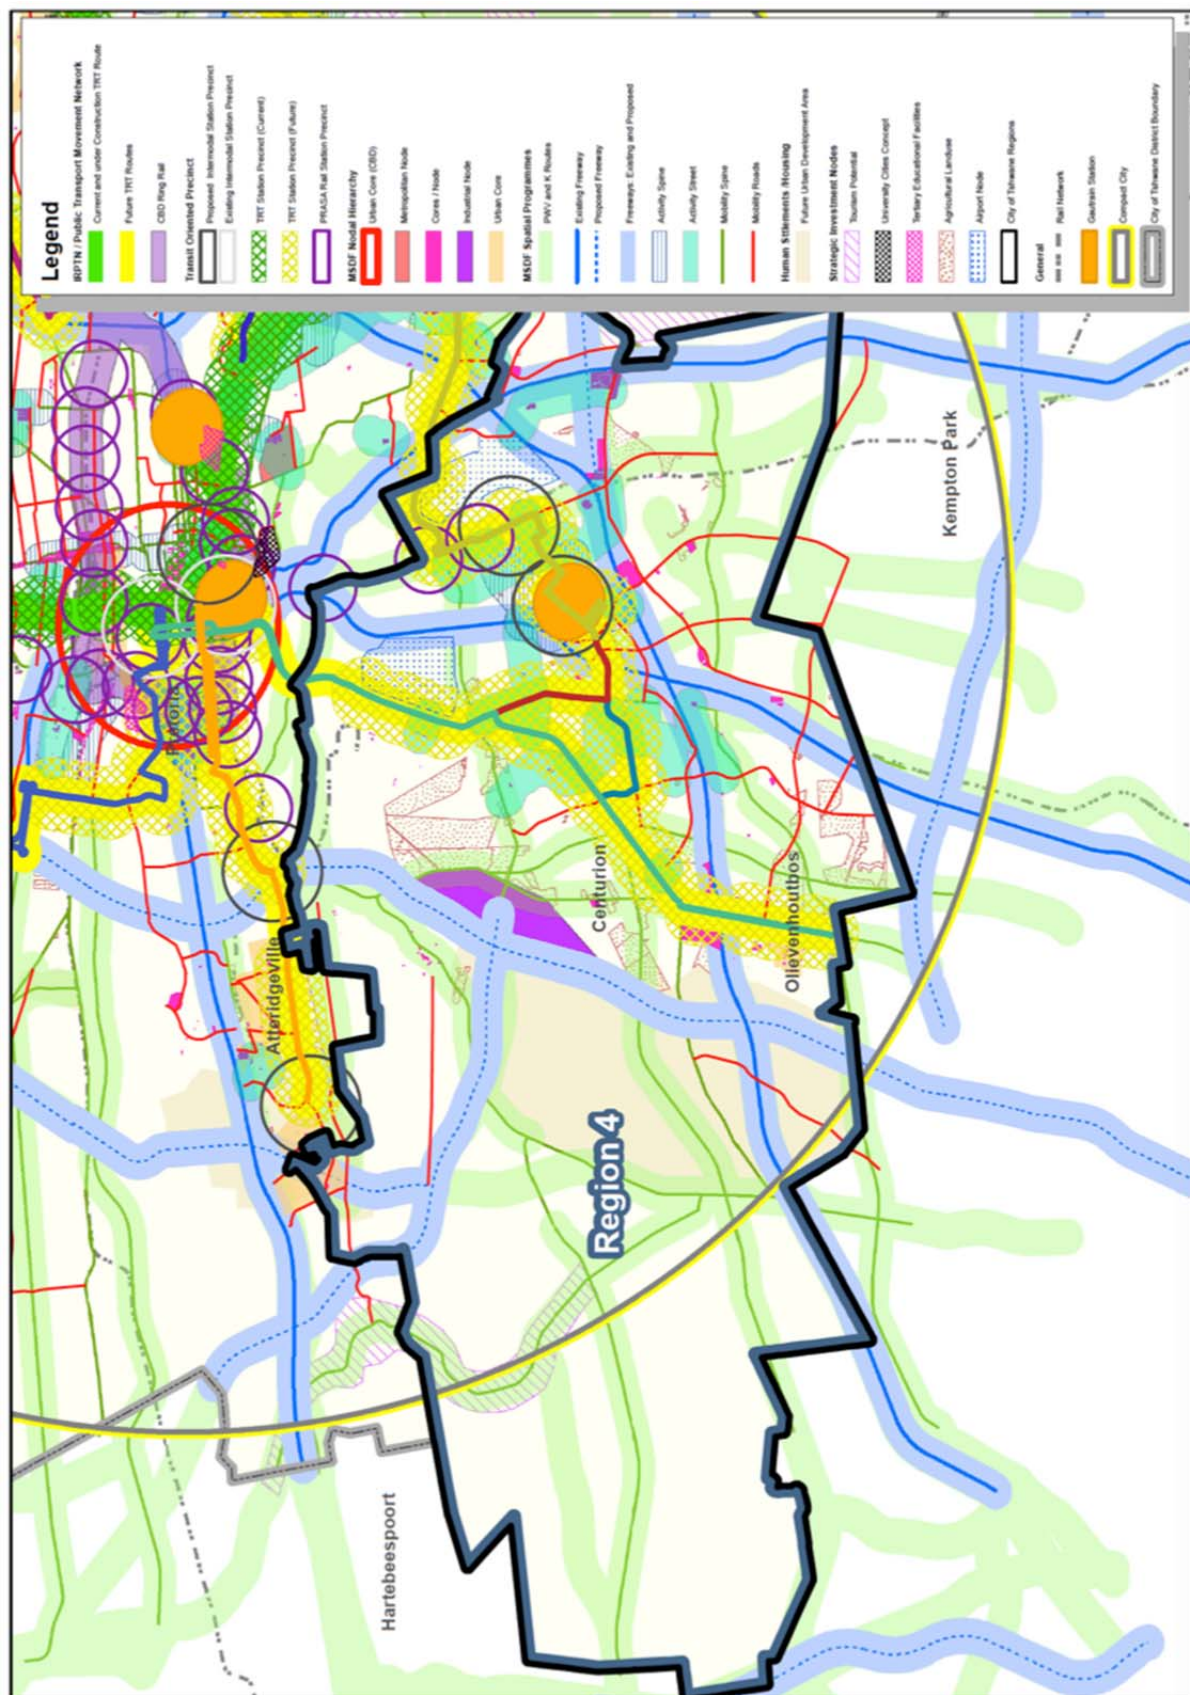 Legend
IRPTN / Public Transport Movement Network
Current and under Construction TRT Route
Future TRT Routes
CBD Ring Rail
Transit Oriented Precinct
Proposed Intermodal Station Precinct
Existing Intermodal Station Precinct
TRT Station Precinct (Current)
TRT Station Precinct (Future)
PRASA Rail Station Precinct
MSDF Nodal Hierarchy
Urban Core (CBD)
Metropolitan Node
Cores / Node
Industrial Node
Urban Core
MSDF Spatial Programmes
PWV and K Routes
Existing Freeway
Proposed Freeway
Freeways: Existing and Proposed
Activity Spine
Activity Street
Mobility Spine
Mobility Roads
Human Settlements /Housing
Future Urban Development Area
Strategic Investment Nodes
Tourism Potential
University Cities Concept
Tertiary Educational Facilities
Agricultural Landuse
Airport Node
City of Tshwane Regions
General
Rail Network
Gautrain Station
Compact City
City of Tshwane District Boundary
Pretoria
Atteridgeville
Hartebeespoort
Centurion
Region 4
Olievenhoutbos
Kempton Park